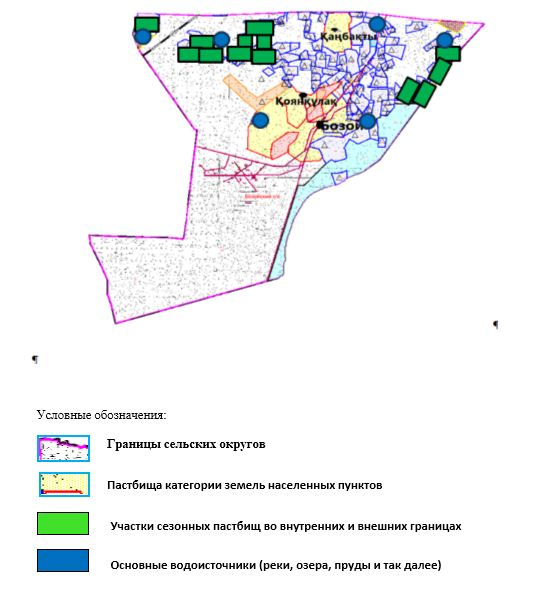 Қаңбақты
Қоянқұлақ
Бозой
¶
¶
Условные обозначения:
Границы сельских округов
Пастбища категории земель населенных пунктов
Участки сезонных пастбищ во внутренних и внешних границах
Основные водоисточники (реки, озера, пруды и так далее)